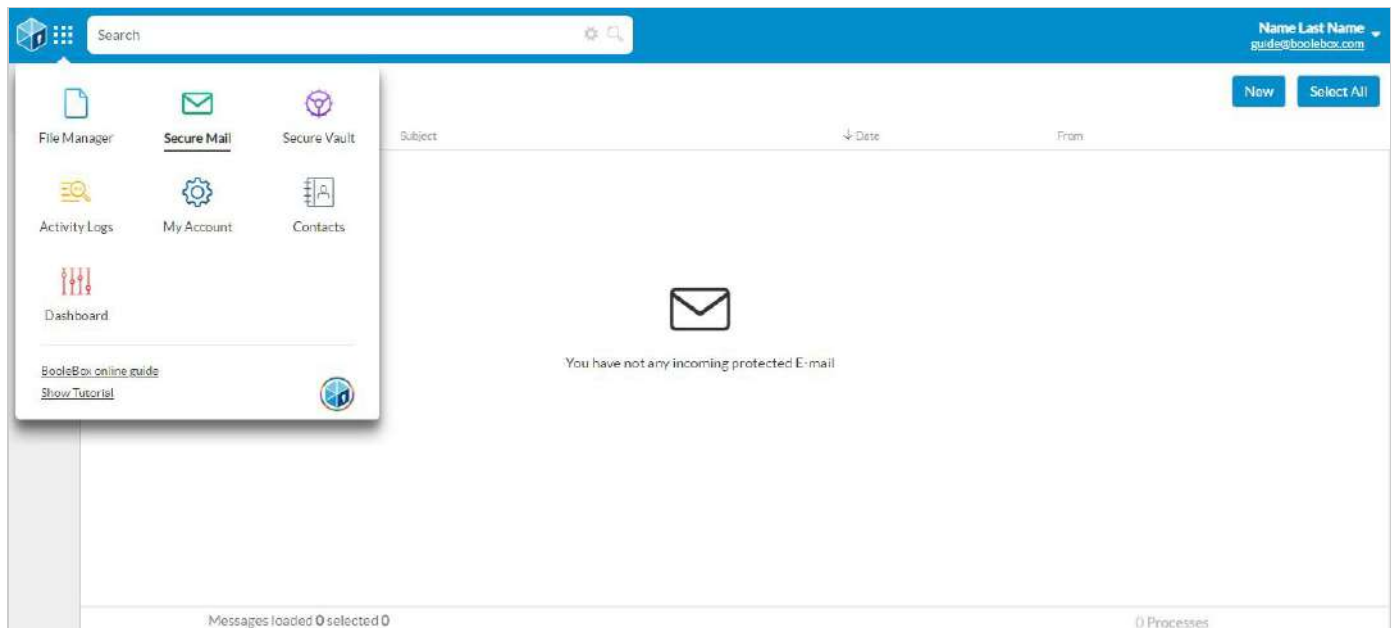 Search
Name Last Name
guide@boolebox.com
New Select All
File Manager Secure Mail Secure Vault
Subject Date From
Activity Logs My Account Contacts
Dashboard
You have not any incoming protected E-mail
BooleBox online guide
Show Tutorial
Messages loaded 0 selected 0 0 Processes